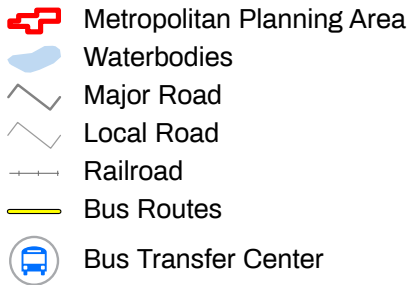 Metropolitan Planning Area
Waterbodies
Major Road
Local Road
Railroad
Bus Routes
Bus Transfer Center